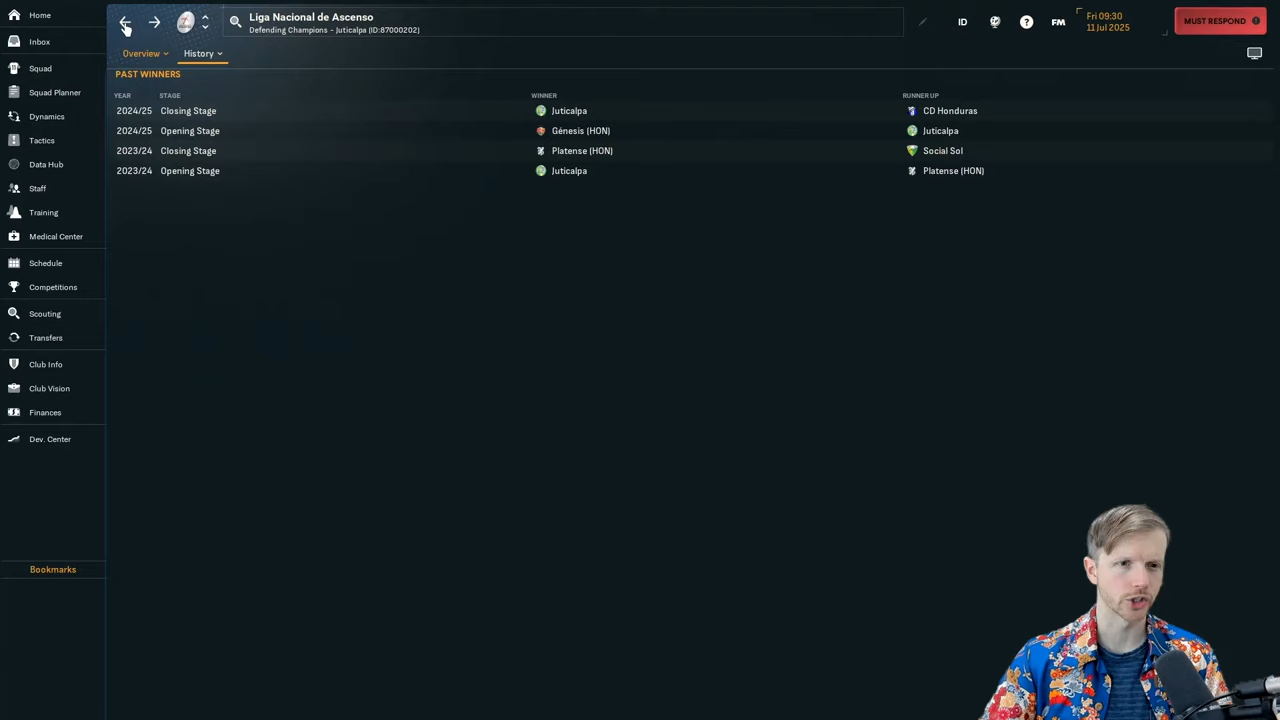 Home
Inbox
Squad
Squad Planner
Dynamics
Tactics
Data Hub
Staff
Training
Medical Center
Schedule
Competitions
Scouting
Transfers
Club Info
Club Vision
Finances
Dev. Center
Bookmarks
Liga Nacional de Ascenso
Defending Champions - Juticalpa (ID:87000202)
ID
?
FM
Fri 09:30
11 Jul 2025
MUST RESPOND
Overview
History
PAST WINNERS
YEAR STAGE WINNER RUNNER UP
2024/25 Closing Stage Juticalpa CD Honduras
2024/25 Opening Stage Génesis (HON) Juticalpa
2023/24 Closing Stage Platense (HON) Social Sol
2023/24 Opening Stage Juticalpa Platense (HON)